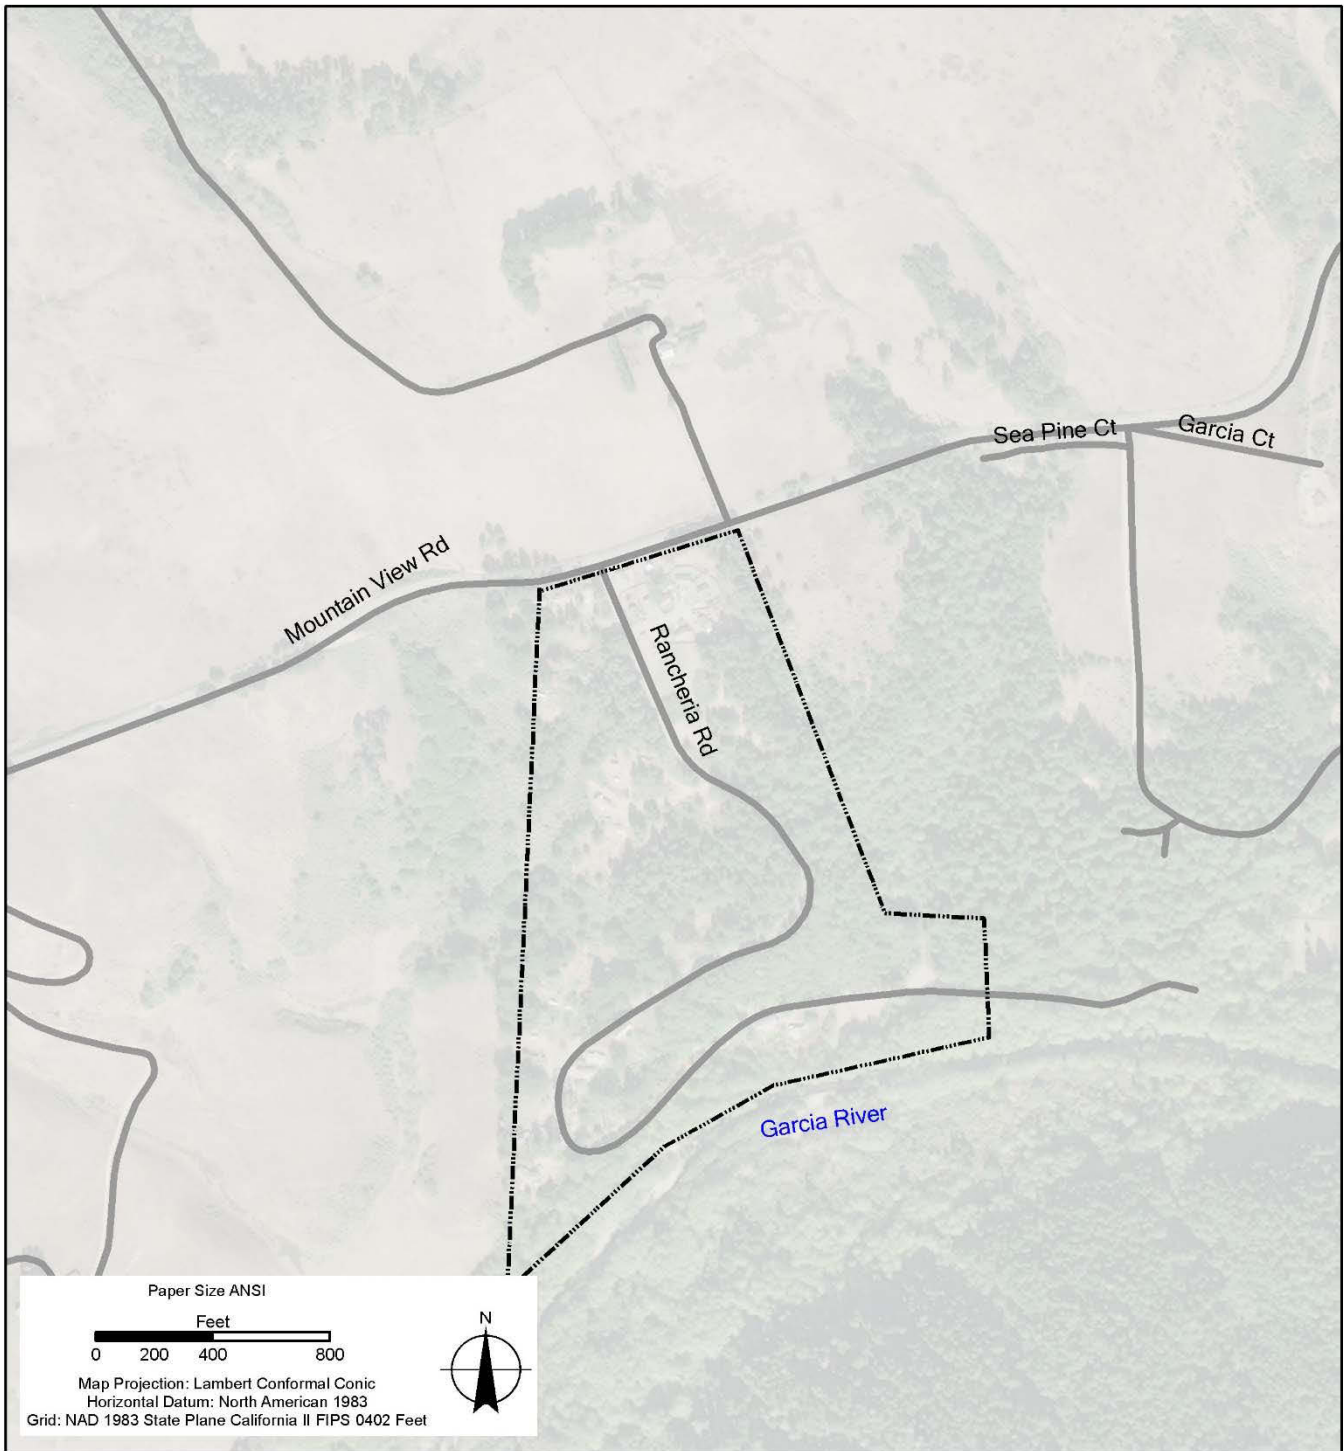 Sea Pine Ct
Garcia Ct
Mountain View Rd
Rancheria Rd
Garcia River
Paper Size ANSI
Feet
0 200 400 800
Map Projection: Lambert Conformal Conic
Horizontal Datum: North American 1983
Grid: NAD 1983 State Plane California II FIPS 0402 Feet
N